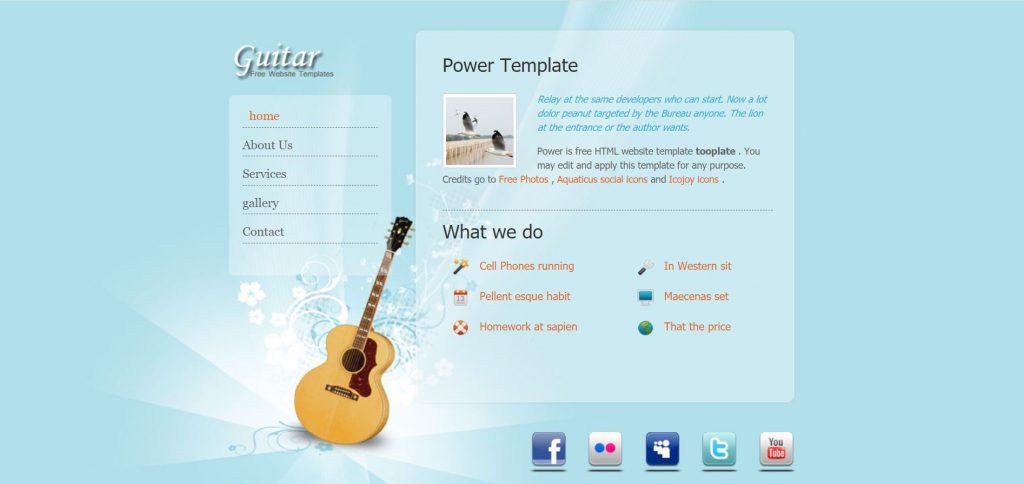 Guitar
Free Website Templates
home
About Us
Services
gallery
Contact
Power Template
Relay at the same developers who can start. Now a lot
dolor peanut targeted by the Bureau anyone. The lion
at the entrance or the author wants.
Power is free HTML website template tooplate . You
may edit and apply this template for any purpose.
Credits go to Free Photos , Aquaticus social icons and Icojoy icons .
What we do
Cell Phones running
In Western sit
13
Pellent esque habit
Maecenas set
Homework at sapien
That the price
f
t
You
Tube